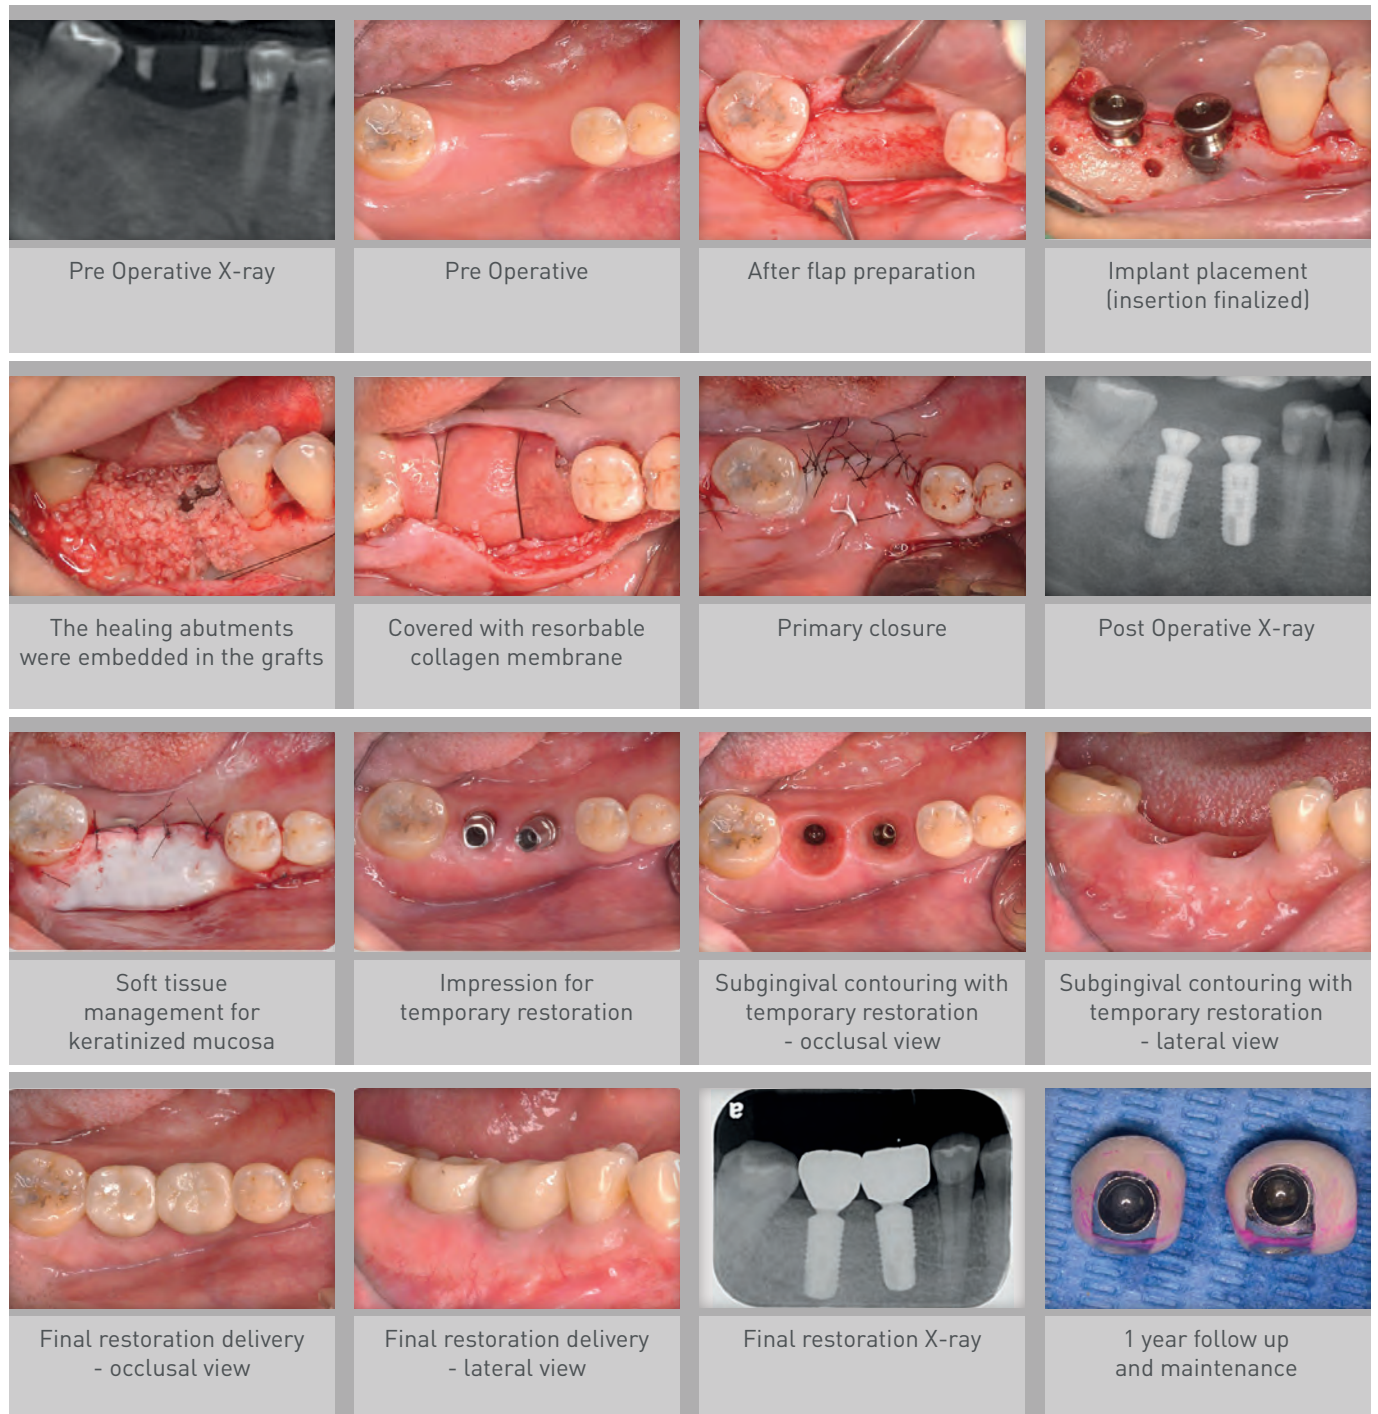 Pre Operative X-ray
Pre Operative
After flap preparation
Implant placement
(insertion finalized)
The healing abutments
were embedded in the grafts
Covered with resorbable
collagen membrane
Primary closure
Post Operative X-ray
Soft tissue
management for
keratinized mucosa
Impression for
temporary restoration
Subgingival contouring with
temporary restoration
- occlusal view
Subgingival contouring with
temporary restoration
- lateral view
a
Final restoration delivery
- occlusal view
Final restoration delivery
- lateral view
Final restoration X-ray
1 year follow up
and maintenance